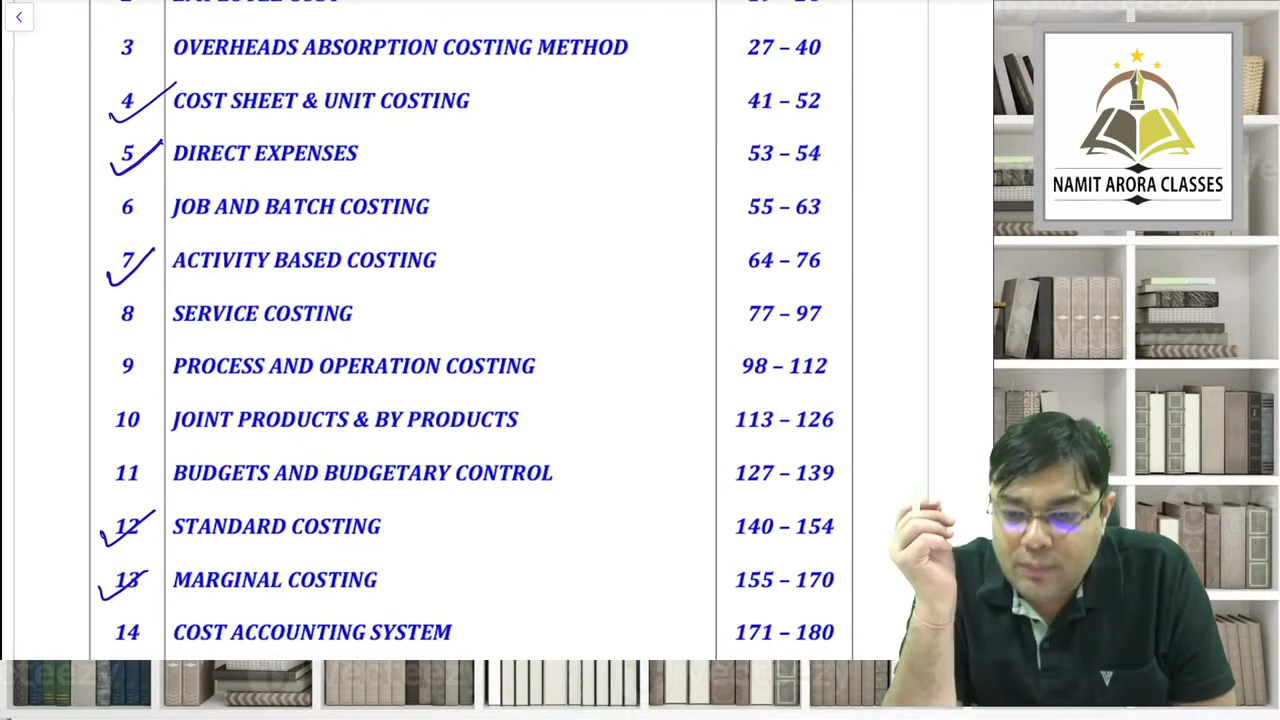 3 OVERHEADS ABSORPTION COSTING METHOD 27 – 40
4 COST SHEET & UNIT COSTING 41 – 52
5 DIRECT EXPENSES 53 – 54
6 JOB AND BATCH COSTING 55 – 63
7 ACTIVITY BASED COSTING 64 – 76
8 SERVICE COSTING 77 – 97
9 PROCESS AND OPERATION COSTING 98 – 112
10 JOINT PRODUCTS & BY PRODUCTS 113 – 126
11 BUDGETS AND BUDGETARY CONTROL 127 – 139
12 STANDARD COSTING 140 – 154
13 MARGINAL COSTING 155 – 170
14 COST ACCOUNTING SYSTEM 171 – 180
NAMIT ARORA CLASSES